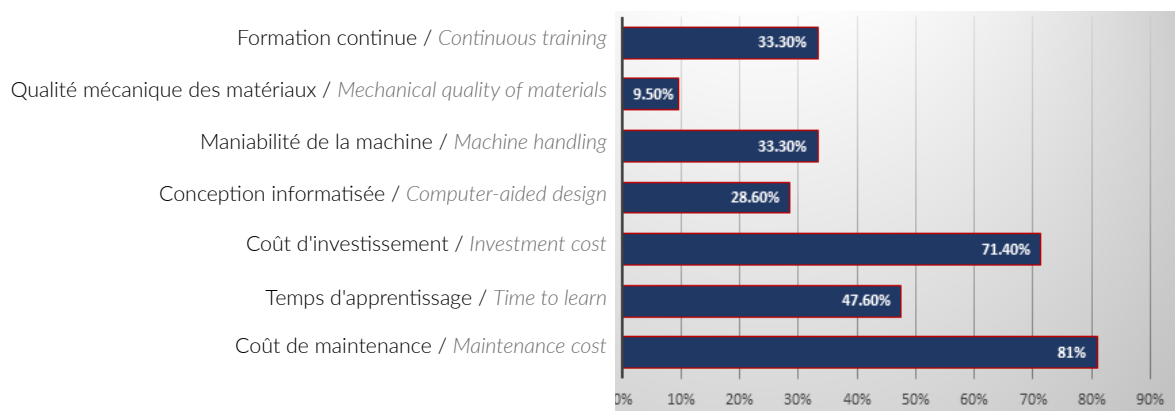 Formation continue / Continuous training
33.30%
Qualité mécanique des matériaux / Mechanical quality of materials
9.50%
Maniabilité de la machine / Machine handling
33.30%
Conception informatisée / Computer-aided design
28.60%
Coût d'investissement / Investment cost
71.40%
Temps d'apprentissage / Time to learn
47.60%
Coût de maintenance / Maintenance cost
81%
0% 10% 20% 30% 40% 50% 60% 70% 80% 90%